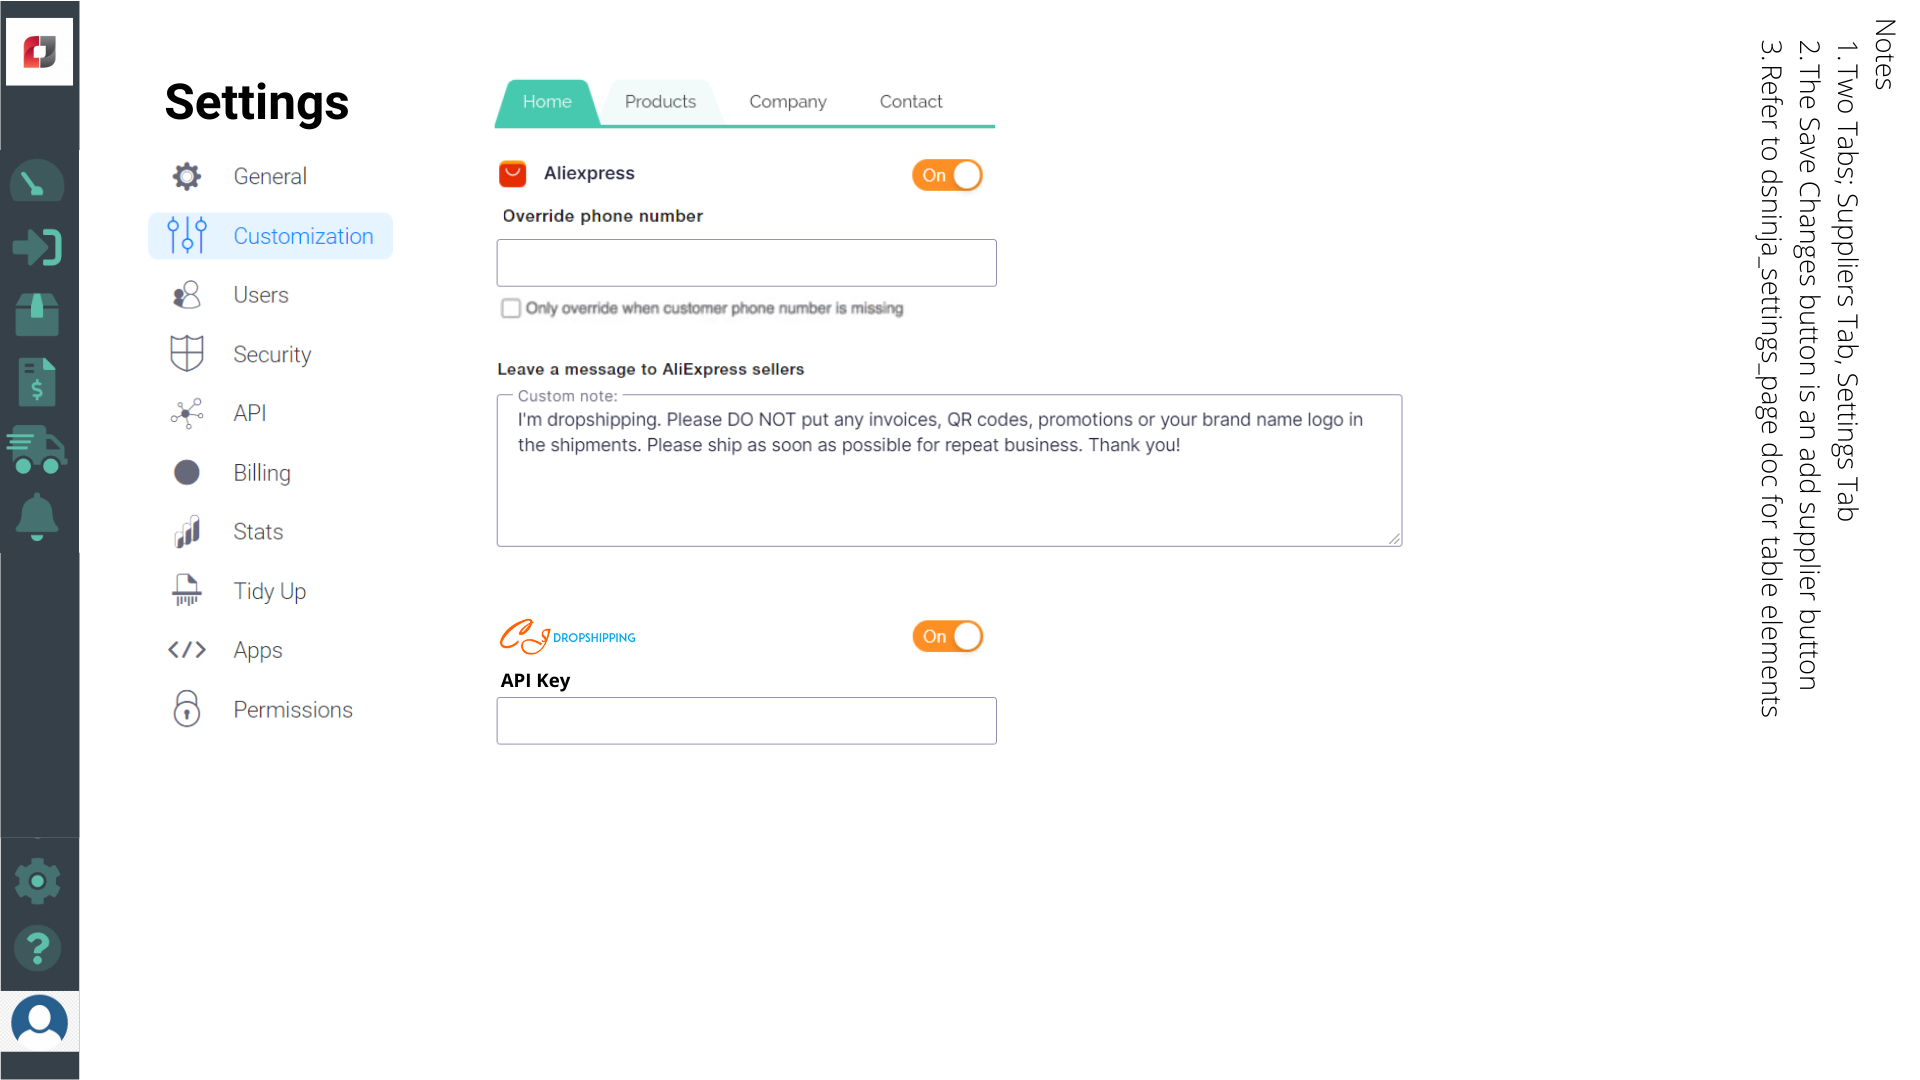 Settings
General
Customization
Users
Security
API
Billing
Stats
Tidy Up
Apps
Permissions
Home Products Company Contact
Aliexpress On
Override phone number
Only override when customer phone number is missing
Leave a message to AliExpress sellers
Custom note:
I'm dropshipping. Please DO NOT put any invoices, QR codes, promotions or your brand name logo in
the shipments. Please ship as soon as possible for repeat business. Thank you!
CJ DROPSHIPPING On
API Key
Notes
1. Two Tabs; Suppliers Tab, Settings Tab
2. The Save Changes button is an add supplier button
3. Refer to dsninja_settings_page doc for table elements